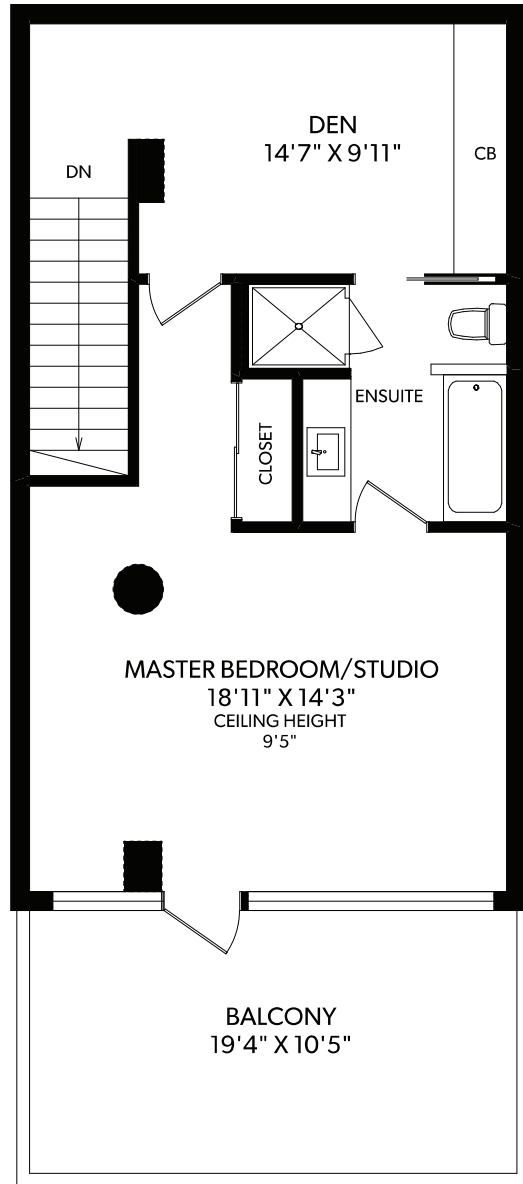 DEN
14'7" X 9'11"
CB
DN
ENSUITE
CLOSET
MASTER BEDROOM/STUDIO
18'11" X 14'3"
CEILING HEIGHT
9'5"
BALCONY
19'4" X 10'5"